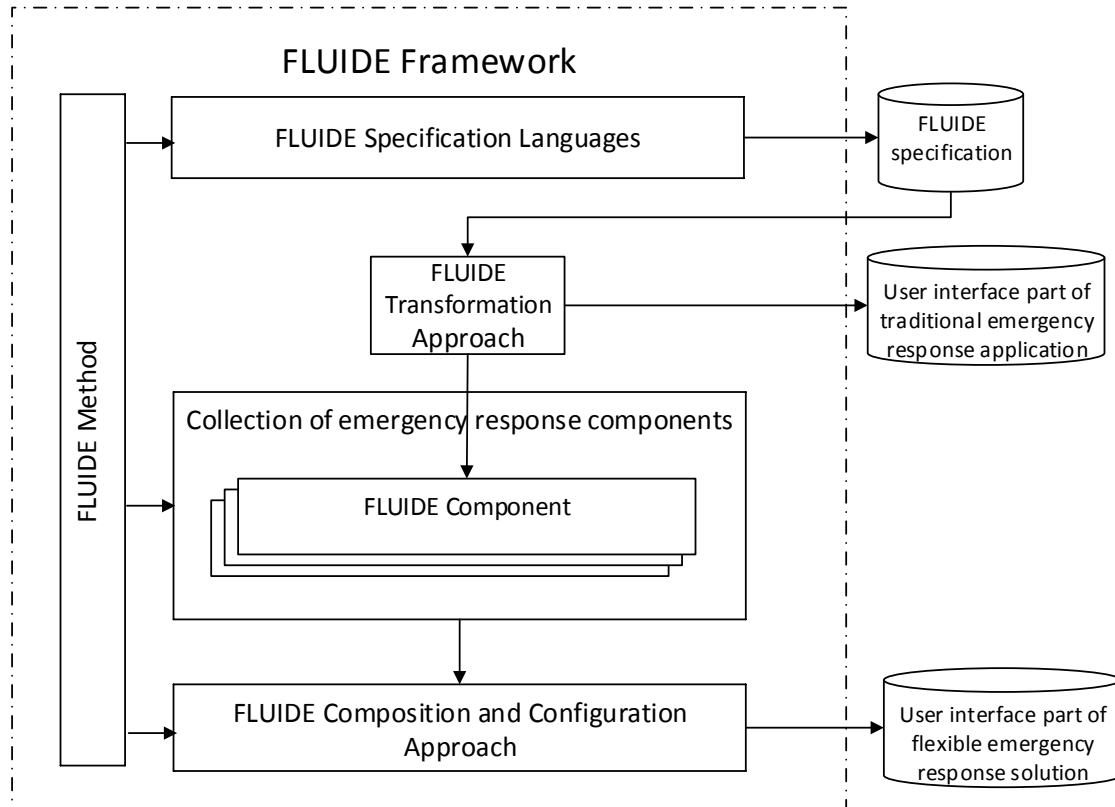 FLUIDE Framework
FLUIDE Method
FLUIDE Specification Languages
FLUIDE
specification
FLUIDE
Transformation
Approach
User interface part of
traditional emergency
response application
Collection of emergency response components
FLUIDE Component
FLUIDE Composition and Configuration
Approach
User interface part of
flexible emergency
response solution